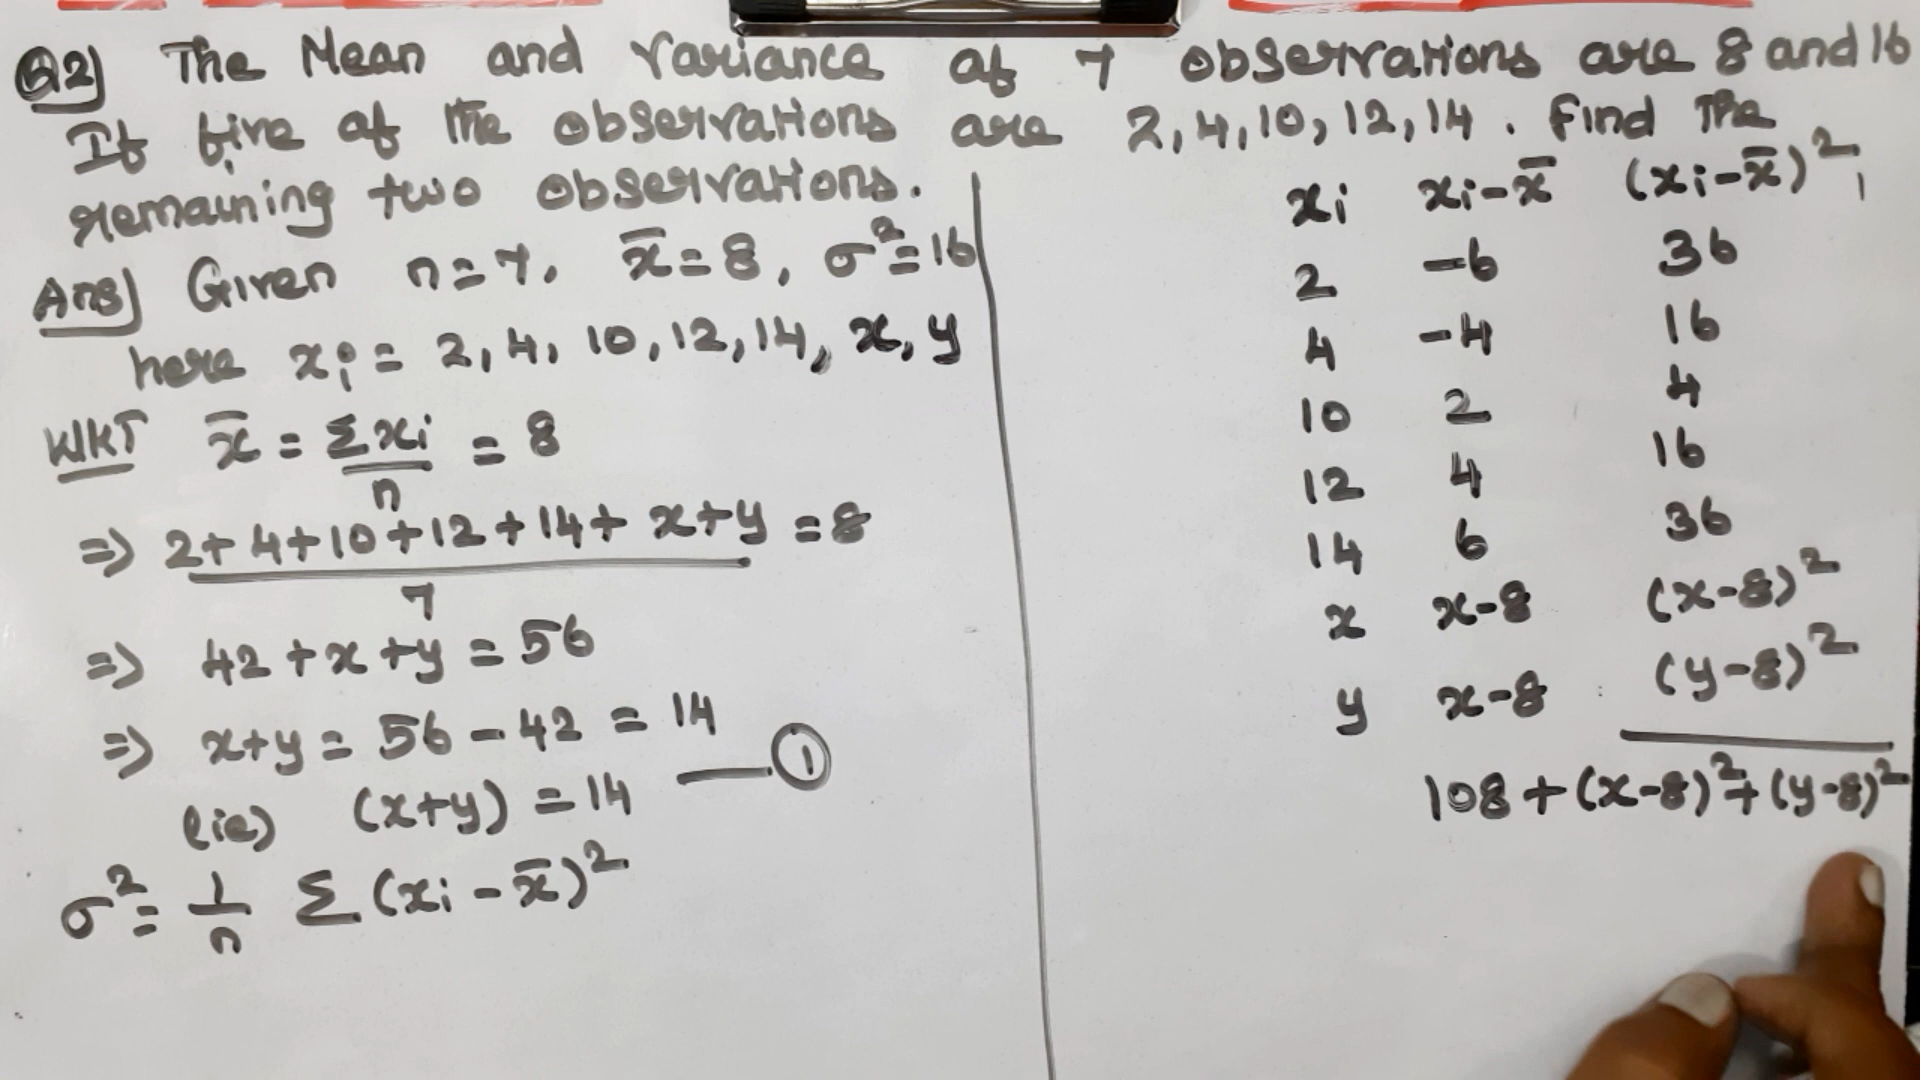 Q2) The Mean and Variance of 7 observations are 8 and 16
If five of the observations are 2, 4, 10, 12, 14. Find the
remaining two observations.
Ans) Given n = 7, x̄ = 8, σ² = 16
here xi = 2, 4, 10, 12, 14, x, y
WKT x̄ = Σxi/n = 8
⇒ (2+4+10+12+14+x+y)/7 = 8
⇒ 42 + x + y = 56
⇒ x+y = 56 - 42 = 14
(ie) (x+y) = 14 —①
σ² = 1/n Σ (xi - x̄)²
xi xi-x̄ (xi-x̄)²
2 -6 36
4 -4 16
10 2 4
12 4 16
14 6 36
x x-8 (x-8)²
y x-8 (y-8)²
108 + (x-8)² + (y-8)²